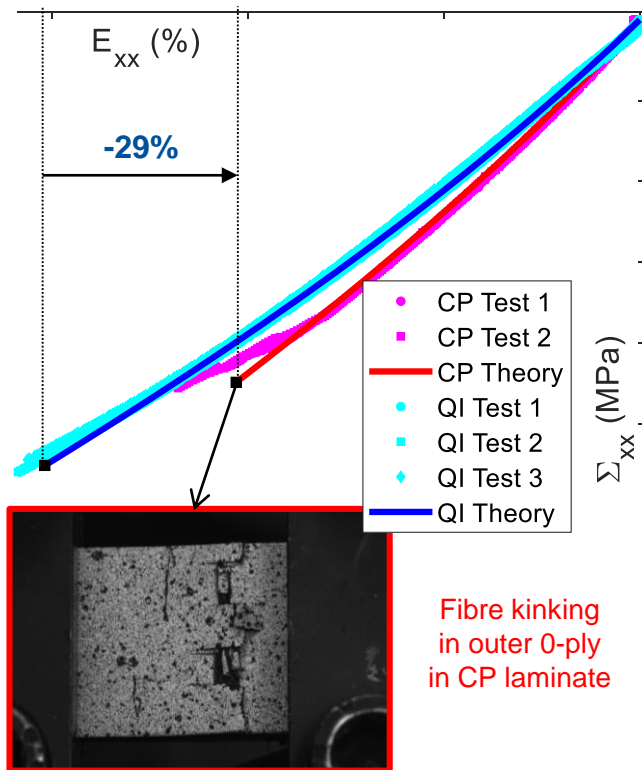 E_xx (%)
-29%
CP Test 1
CP Test 2
CP Theory
QI Test 1
QI Test 2
QI Test 3
QI Theory
Σ_xx (MPa)
Fibre kinking
in outer 0-ply
in CP laminate